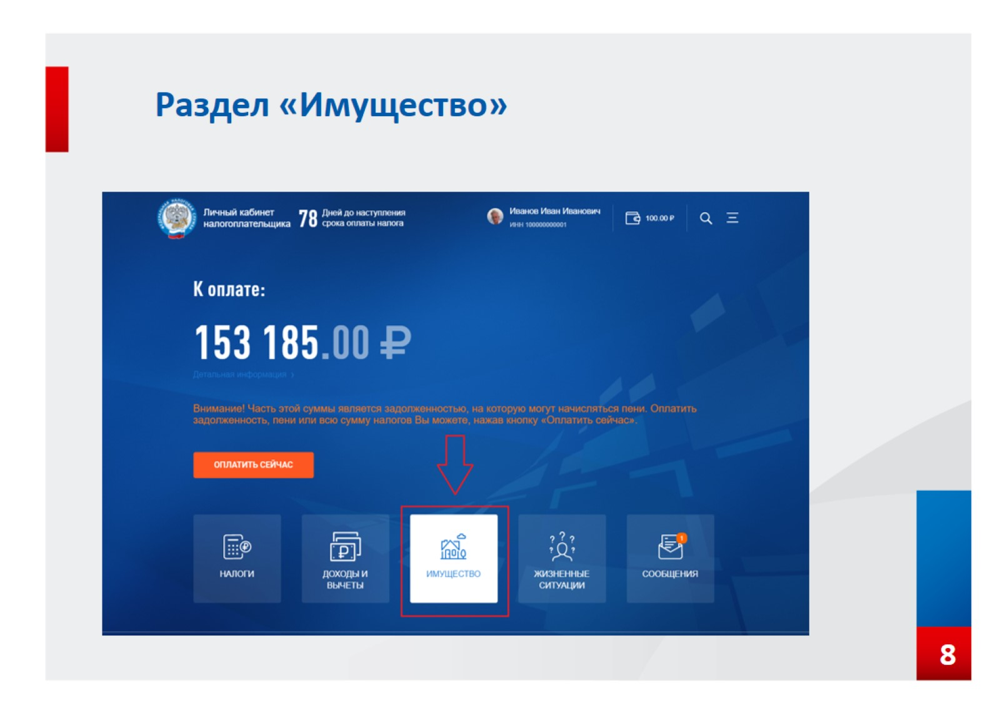 Раздел «Имущество»
Личный кабинет
налогоплательщика
78
Дней до наступления
срока оплаты налога
Иванов Иван Иванович
ИНН 100000000001
100.00 ₽
К оплате:
153 185.00 ₽
Детальная информация ›
Внимание! Часть этой суммы является задолженностью, на которую могут начисляться пени. Оплатить
задолженность, пени или всю сумму налогов Вы можете, нажав кнопку «Оплатить сейчас».
ОПЛАТИТЬ СЕЙЧАС
НАЛОГИ
ДОХОДЫ И
ВЫЧЕТЫ
ИМУЩЕСТВО
ЖИЗНЕННЫЕ
СИТУАЦИИ
1
СООБЩЕНИЯ
8